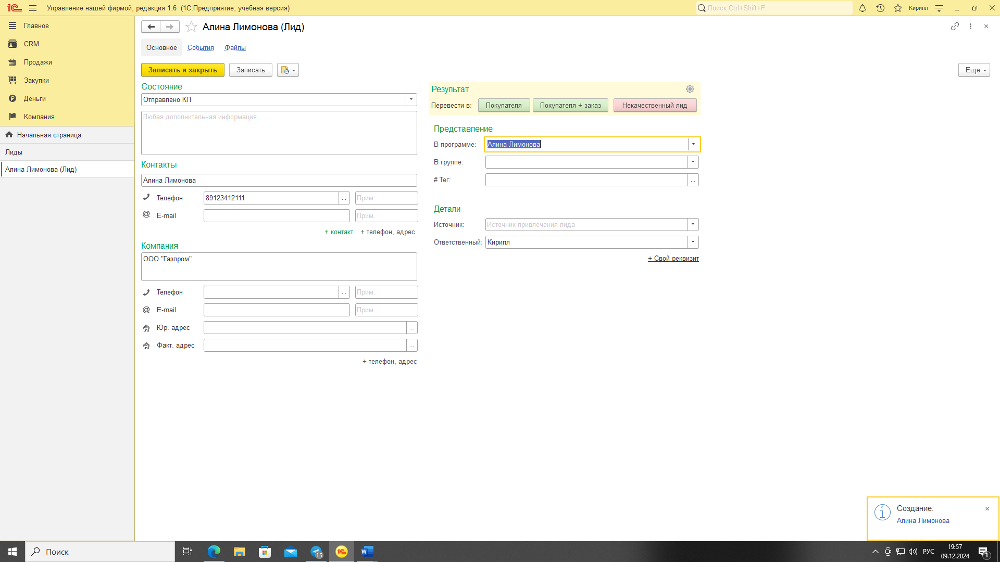 1С Управление нашей фирмой, редакция 1.6 (1С:Предприятие, учебная версия)
Поиск Ctrl+Shift+F
Кирилл
Главное
CRM
Продажи
Закупки
Деньги
Компания
Начальная страница
Лиды
Алина Лимонова (Лид)
Алина Лимонова (Лид)
Основное События Файлы
Записать и закрыть Записать Еще
Состояние
Отправлено КП
Любая дополнительная информация
Контакты
Алина Лимонова
Телефон 89123412111 ... Прим.
@ E-mail Прим.
+ контакт + телефон, адрес
Компания
ООО "Газпром"
Телефон ... Прим.
@ E-mail Прим.
Юр. адрес ...
Факт. адрес ...
+ телефон, адрес
Результат
Перевести в: Покупателя Покупателя + заказ Некачественный лид
Представление
В программе: Алина Лимонова
В группе:
# Тег: ...
Детали
Источник: Источник привлечения лида
Ответственный: Кирилл
+ Свой реквизит
Создание:
Алина Лимонова
Поиск
15
1С
W
РУС
19:57
09.12.2024
1